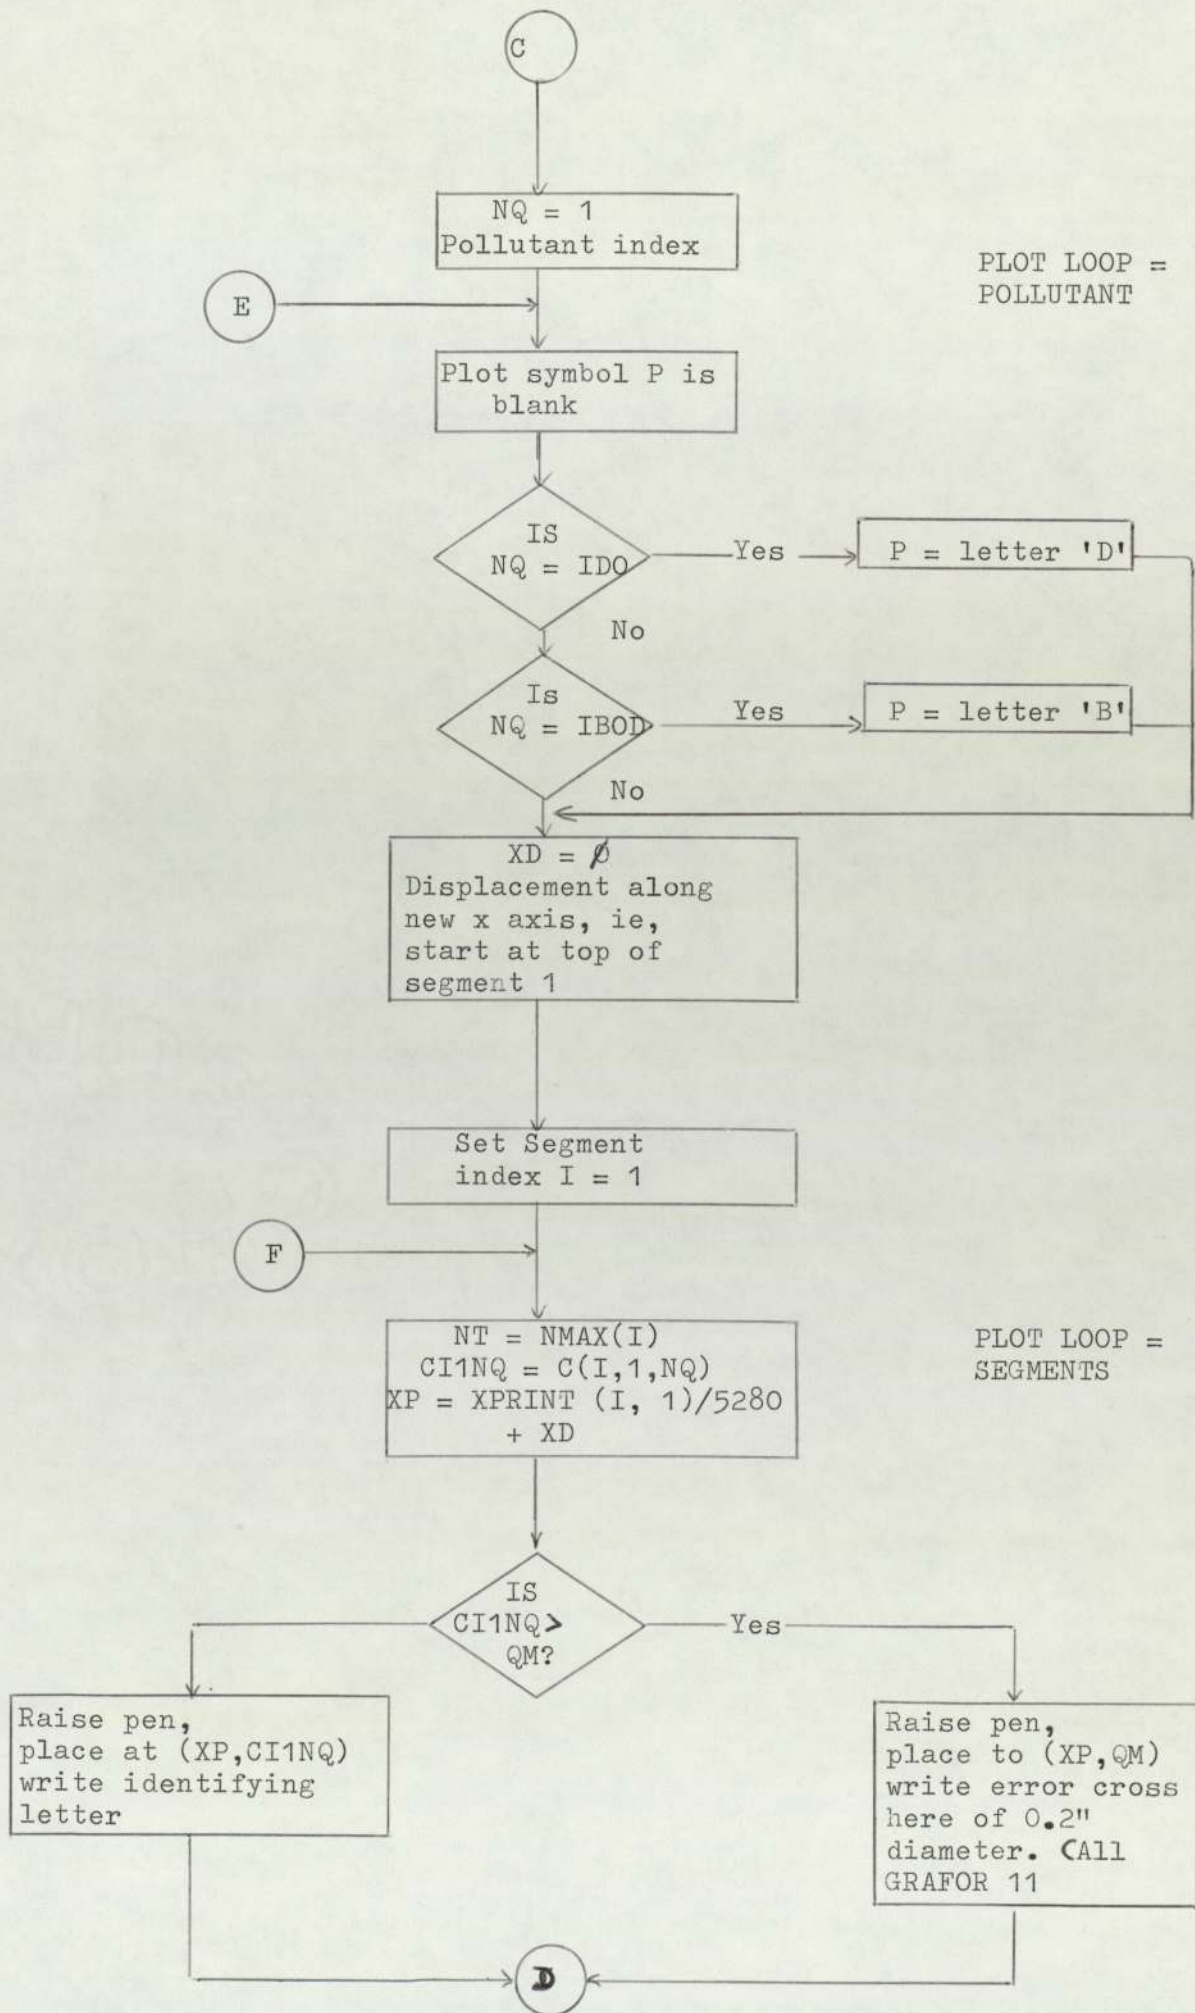 C
NQ = 1
Pollutant index
PLOT LOOP =
POLLUTANT
E
Plot symbol P is
blank
IS
NQ = IDO
Yes
P = letter 'D'
No
Is
NQ = IBOD
Yes
P = letter 'B'
No
XD = Ø
Displacement along
new x axis, ie,
start at top of
segment 1
Set Segment
index I = 1
F
NT = NMAX(I)
CI1NQ = C(I,1,NQ)
XP = XPRINT (I, 1)/5280
+ XD
PLOT LOOP =
SEGMENTS
IS
CI1NQ>
QM?
Yes
Raise pen,
place at (XP,CI1NQ)
write identifying
letter
Raise pen,
place to (XP,QM)
write error cross
here of 0.2"
diameter. CAll
GRAFOR 11
D